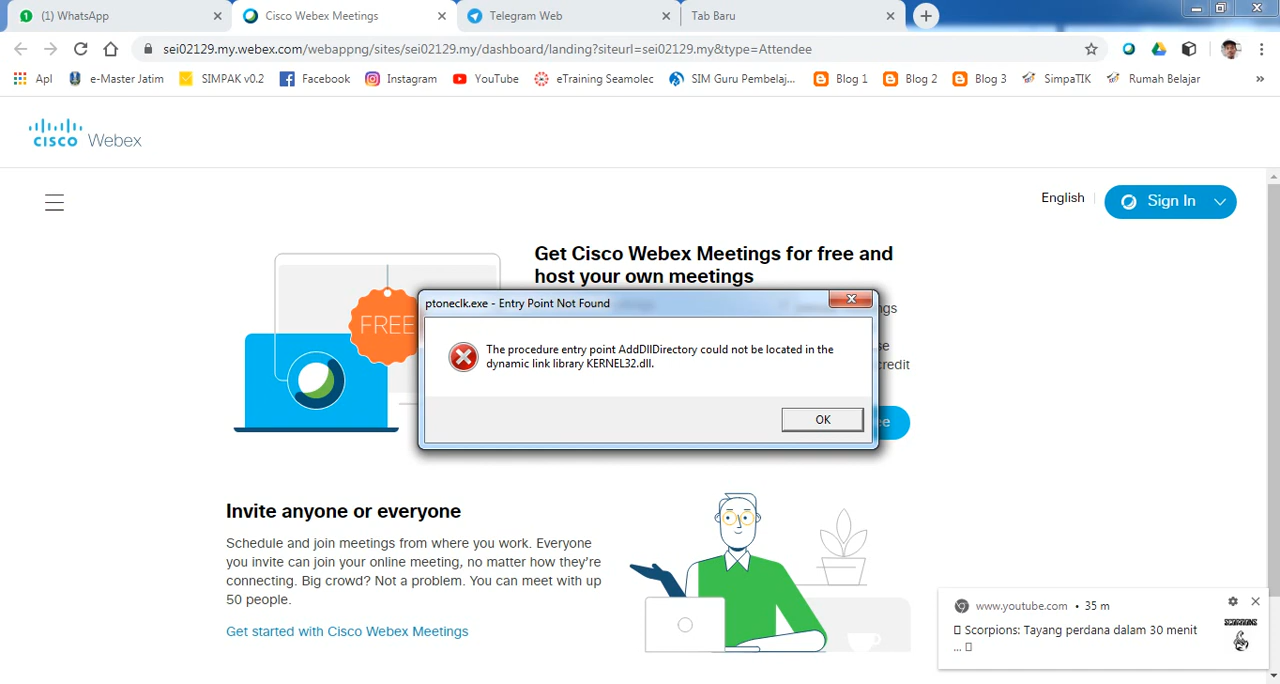 (1) WhatsApp
Cisco Webex Meetings
Telegram Web
Tab Baru
sei02129.my.webex.com/webappng/sites/sei02129.my/dashboard/landing?siteurl=sei02129.my&type=Attendee
Apl
e-Master Jatim
SIMPAK v0.2
Facebook
Instagram
YouTube
eTraining Seamolec
SIM Guru Pembelaj...
Blog 1
Blog 2
Blog 3
SimpaTIK
Rumah Belajar
»
cisco Webex
English
Sign In
Get Cisco Webex Meetings for free and
host your own meetings
FREE
ptoneclk.exe - Entry Point Not Found
The procedure entry point AddDllDirectory could not be located in the
dynamic link library KERNEL32.dll.
OK
credit
Invite anyone or everyone
Schedule and join meetings from where you work. Everyone
you invite can join your online meeting, no matter how they're
connecting. Big crowd? Not a problem. You can meet with up
50 people.
Get started with Cisco Webex Meetings
www.youtube.com • 35 m
Scorpions: Tayang perdana dalam 30 menit
...
SCORPIONS